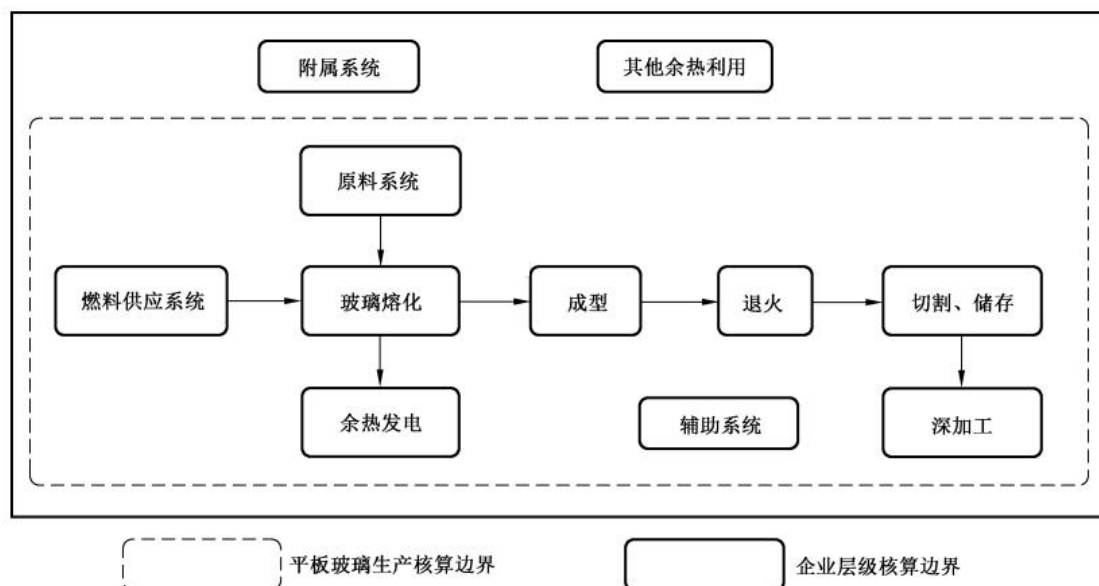 附属系统
其他余热利用
原料系统
燃料供应系统
玻璃熔化
成型
退火
切割、储存
余热发电
辅助系统
深加工
平板玻璃生产核算边界
企业层级核算边界